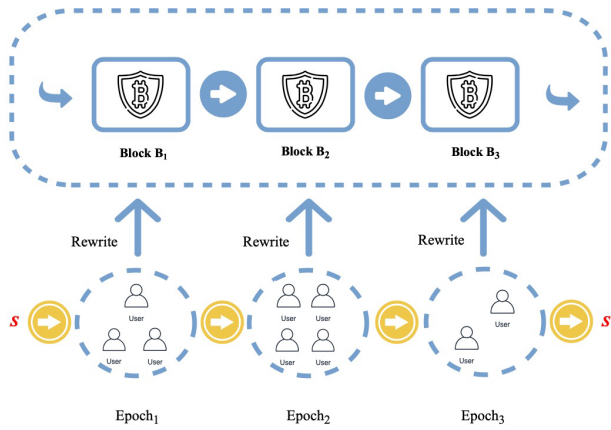 Block B₁
Block B₂
Block B₃
Rewrite
Rewrite
Rewrite
S
User
User
User
User
User
User
User
User
User
S
Epoch₁
Epoch₂
Epoch₃